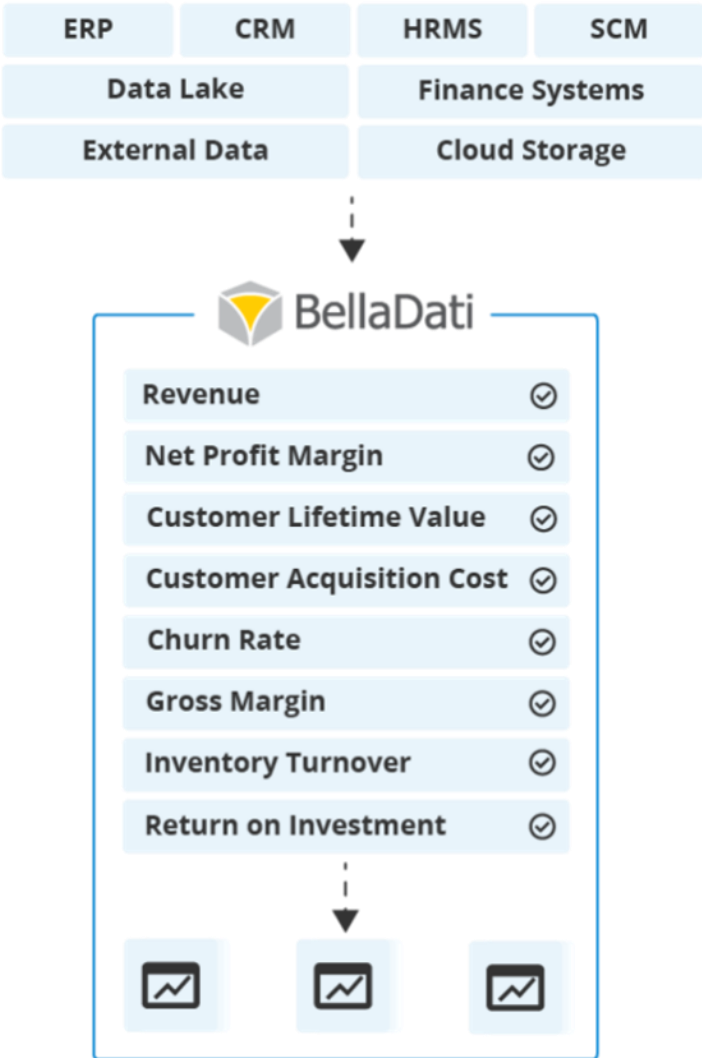 ERP CRM HRMS SCM
Data Lake Finance Systems
External Data Cloud Storage
BellaDati
Revenue
Net Profit Margin
Customer Lifetime Value
Customer Acquisition Cost
Churn Rate
Gross Margin
Inventory Turnover
Return on Investment